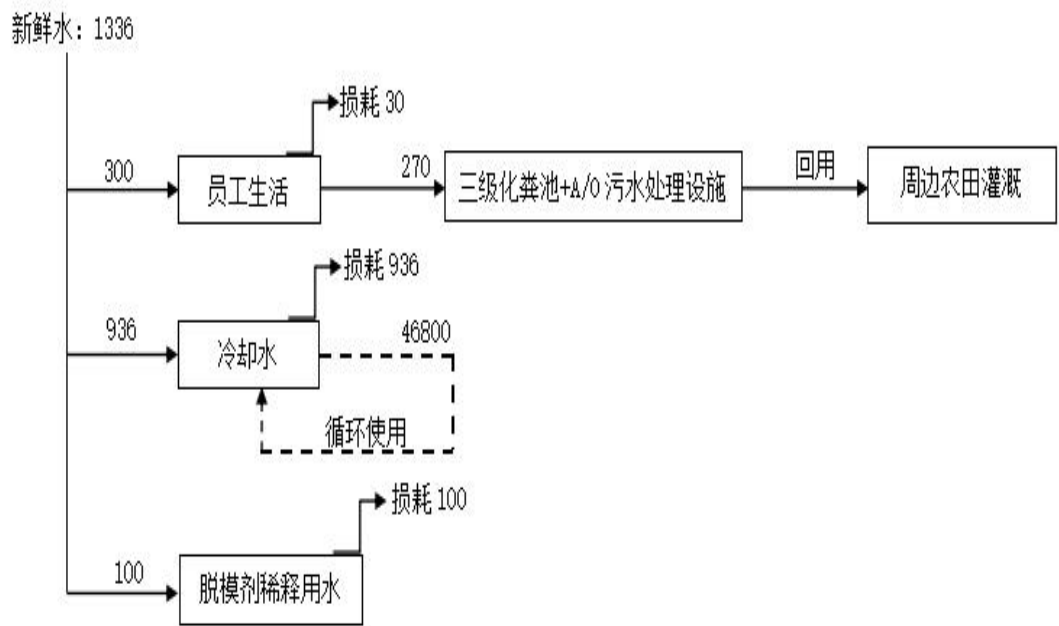 新鲜水：1336
损耗 30
300
员工生活
270
三级化粪池+A/O 污水处理设施
回用
周边农田灌溉
损耗 936
936
冷却水
46800
循环使用
损耗 100
100
脱模剂稀释用水